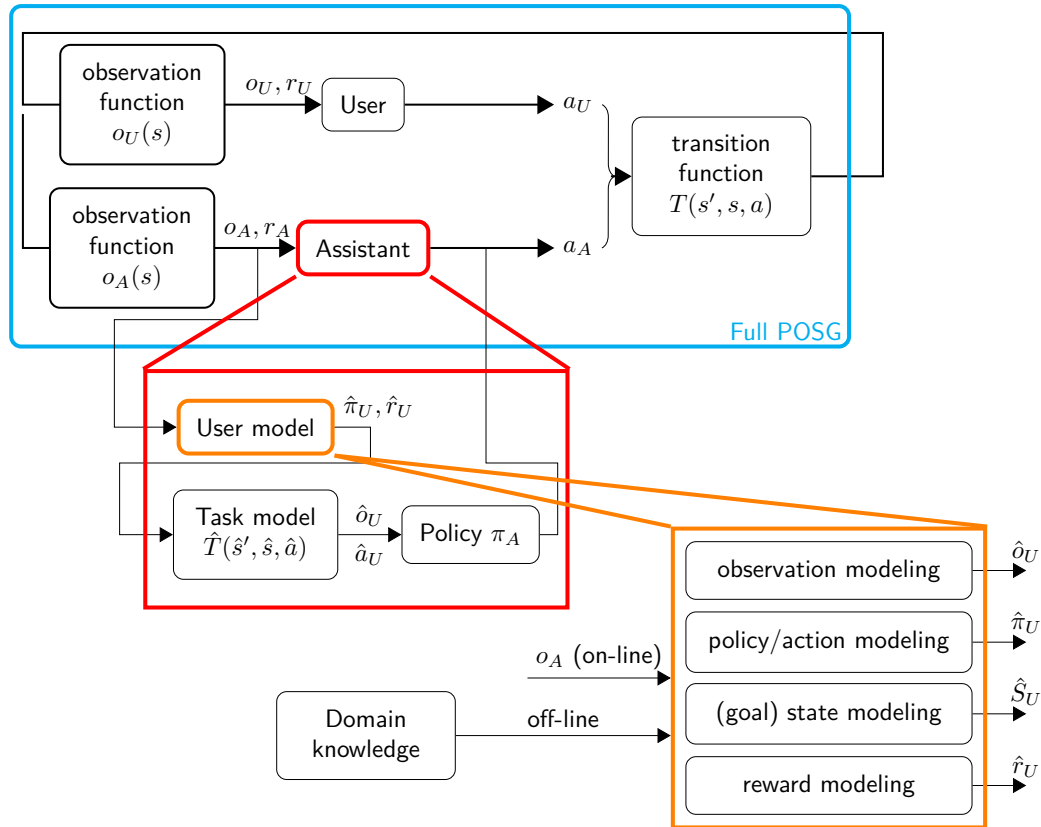 observation
function
o_U(s)
o_U, r_U
User
a_U
transition
function
T(s′, s, a)
observation
function
o_A(s)
o_A, r_A
Assistant
a_A
Full POSG
User model
π̂_U, r̂_U
Task model
T̂(ŝ′, ŝ, â)
ô_U
â_U
Policy π_A
observation modeling
ô_U
policy/action modeling
π̂_U
o_A (on-line)
(goal) state modeling
Ŝ_U
Domain
knowledge
off-line
reward modeling
r̂_U